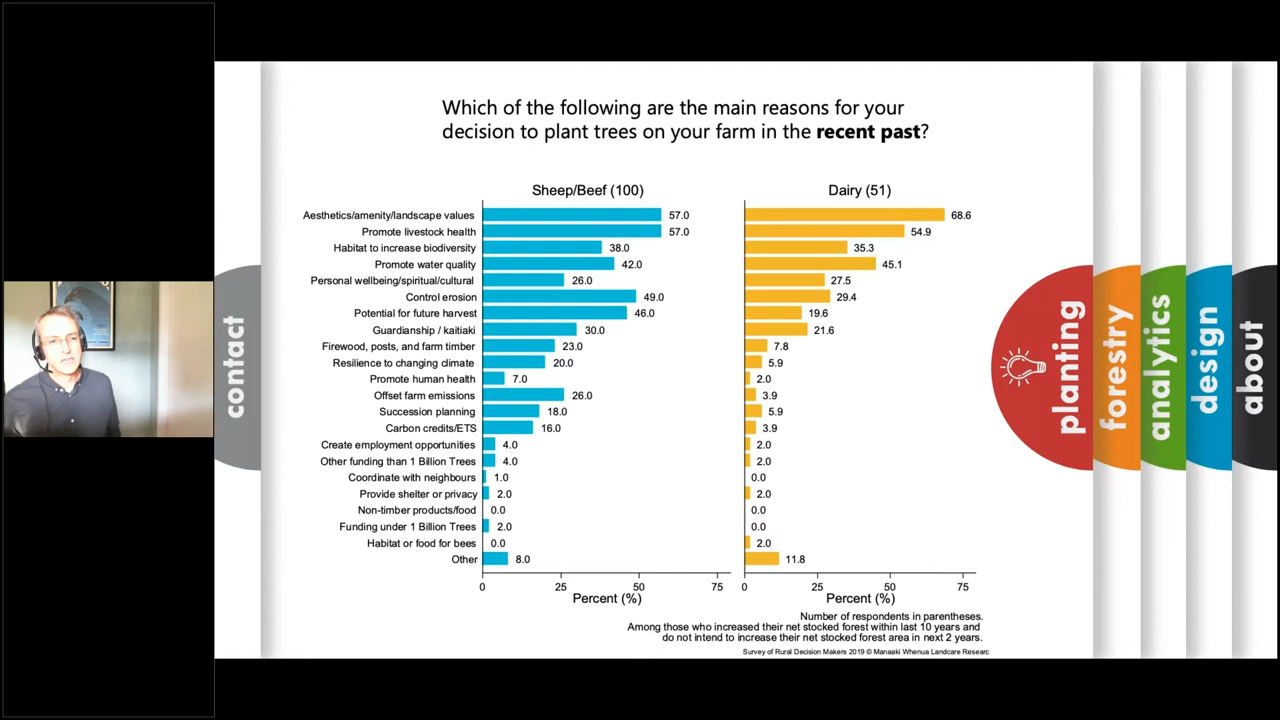 Which of the following are the main reasons for your
decision to plant trees on your farm in the recent past?
Sheep/Beef (100)
Dairy (51)
Aesthetics/amenity/landscape values 57.0 68.6
Promote livestock health 57.0 54.9
Habitat to increase biodiversity 38.0 35.3
Promote water quality 42.0 45.1
Personal wellbeing/spiritual/cultural 26.0 27.5
Control erosion 49.0 29.4
Potential for future harvest 46.0 19.6
Guardianship / kaitiaki 30.0 21.6
Firewood, posts, and farm timber 23.0 7.8
Resilience to changing climate 20.0 5.9
Promote human health 7.0 2.0
Offset farm emissions 26.0 3.9
Succession planning 18.0 5.9
Carbon credits/ETS 16.0 3.9
Create employment opportunities 4.0 2.0
Other funding than 1 Billion Trees 4.0 2.0
Coordinate with neighbours 1.0 0.0
Provide shelter or privacy 2.0 2.0
Non-timber products/food 0.0 0.0
Funding under 1 Billion Trees 2.0 0.0
Habitat or food for bees 0.0 2.0
Other 8.0 11.8
0 25 50 75
Percent (%)
0 25 50 75
Percent (%)
Number of respondents in parentheses.
Among those who increased their net stocked forest within last 10 years and
do not intend to increase their net stocked forest area in next 2 years.
Survey of Rural Decision Makers 2019 © Manaaki Whenua Landcare Researc
contact
planting
forestry
analytics
design
about